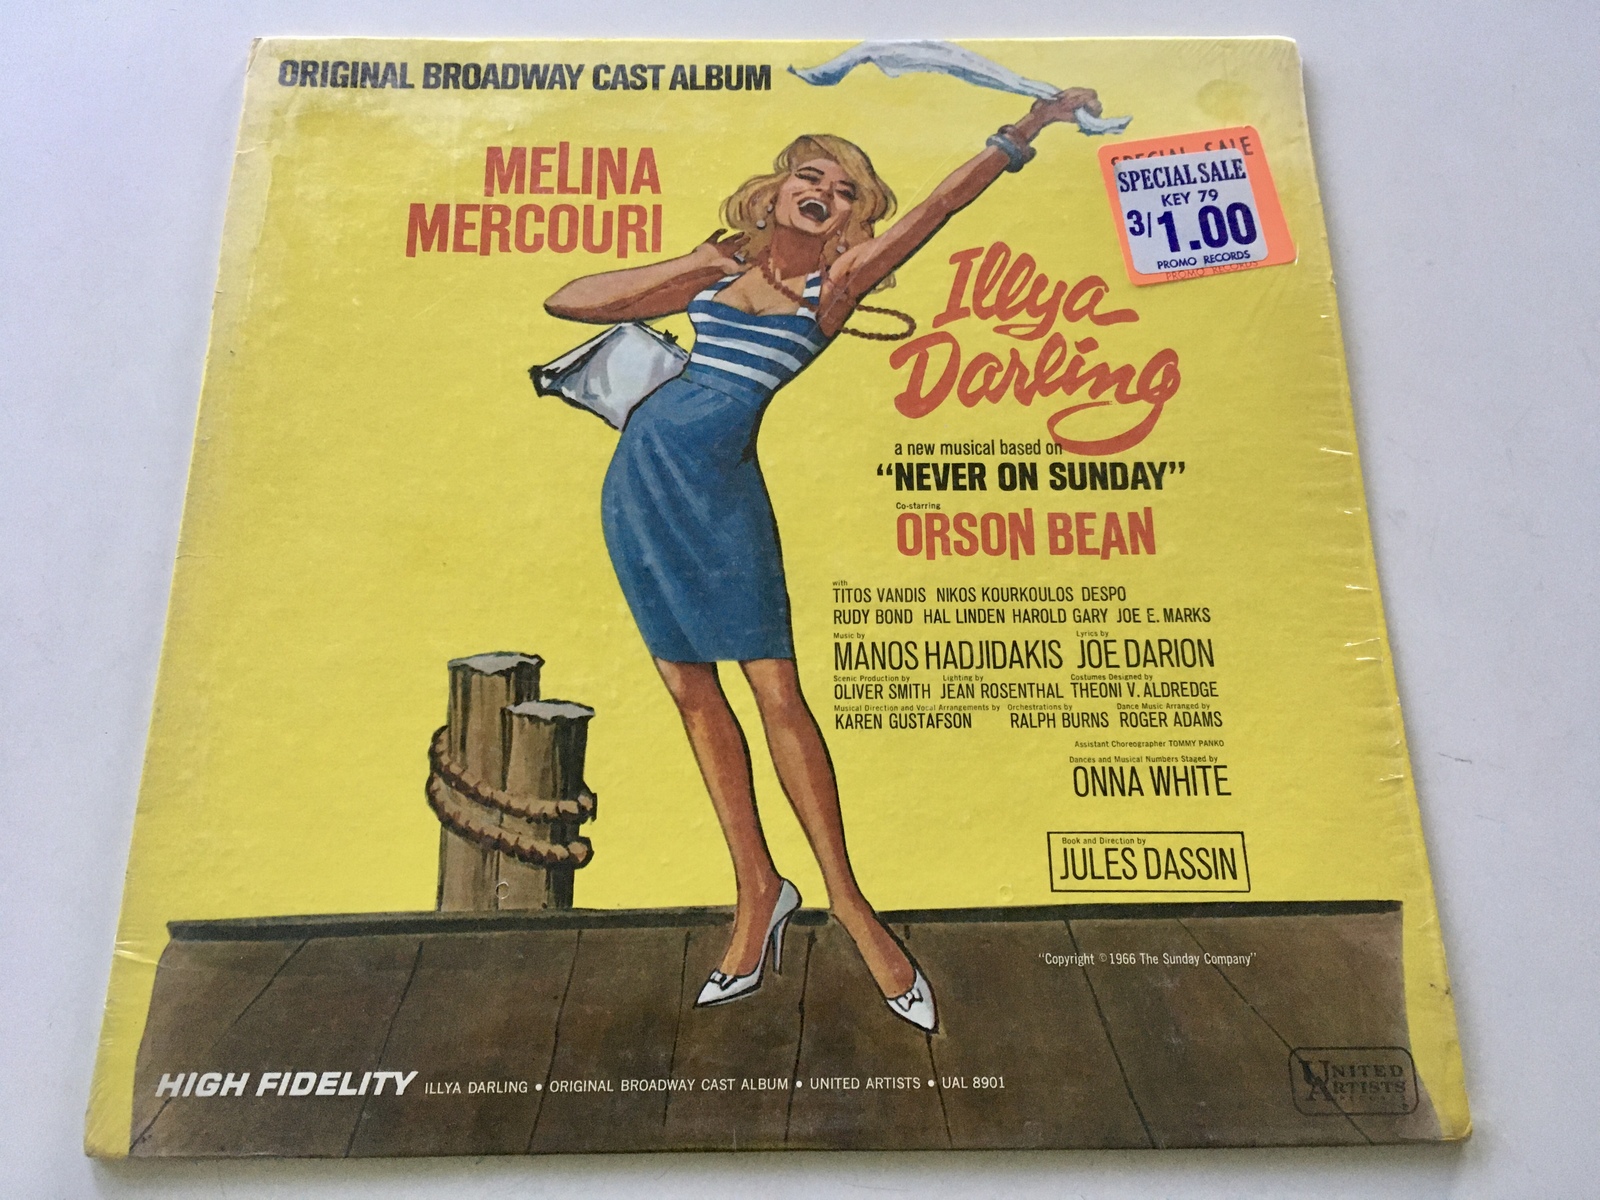 ORIGINAL BROADWAY CAST ALBUM
MELINA
MERCOURI
SPECIAL SALE
SPECIAL SALE
KEY 79
3/1.00
PROMO RECORDS
PROMO RECORDS
Illya
Darling
a new musical based on
“NEVER ON SUNDAY”
Co-starring
ORSON BEAN
with
TITOS VANDIS NIKOS KOURKOULOS DESPO
RUDY BOND HAL LINDEN HAROLD GARY JOE E. MARKS
Music by Lyrics by
MANOS HADJIDAKIS JOE DARION
Scenic Production by Lighting by Costumes Designed by
OLIVER SMITH JEAN ROSENTHAL THEONI V. ALDREDGE
Musical Direction and Vocal Arrangements by Orchestrations by Dance Music Arranged by
KAREN GUSTAFSON RALPH BURNS ROGER ADAMS
Assistant Choreographer TOMMY PANKO
Dances and Musical Numbers Staged by
ONNA WHITE
Book and Direction by
JULES DASSIN
“Copyright © 1966 The Sunday Company”
HIGH FIDELITY ILLYA DARLING • ORIGINAL BROADWAY CAST ALBUM • UNITED ARTISTS • UAL 8901
UNITED
ARTISTS
RECORDS